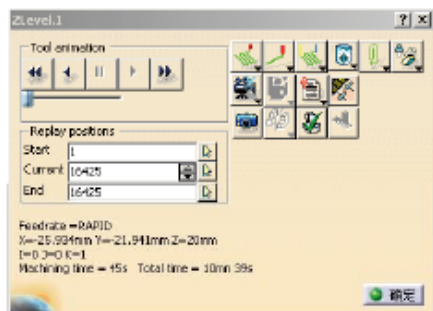 ZLevel.1
Tool animation
Replay positions
Start 1
Current 16425
End 16425
Feedrate =RAPID
X=-25.934mm Y=-21.941mm Z=20mm
I=0 J=0 K=1
Machining time = 45s Total time = 10mn 39s
确定